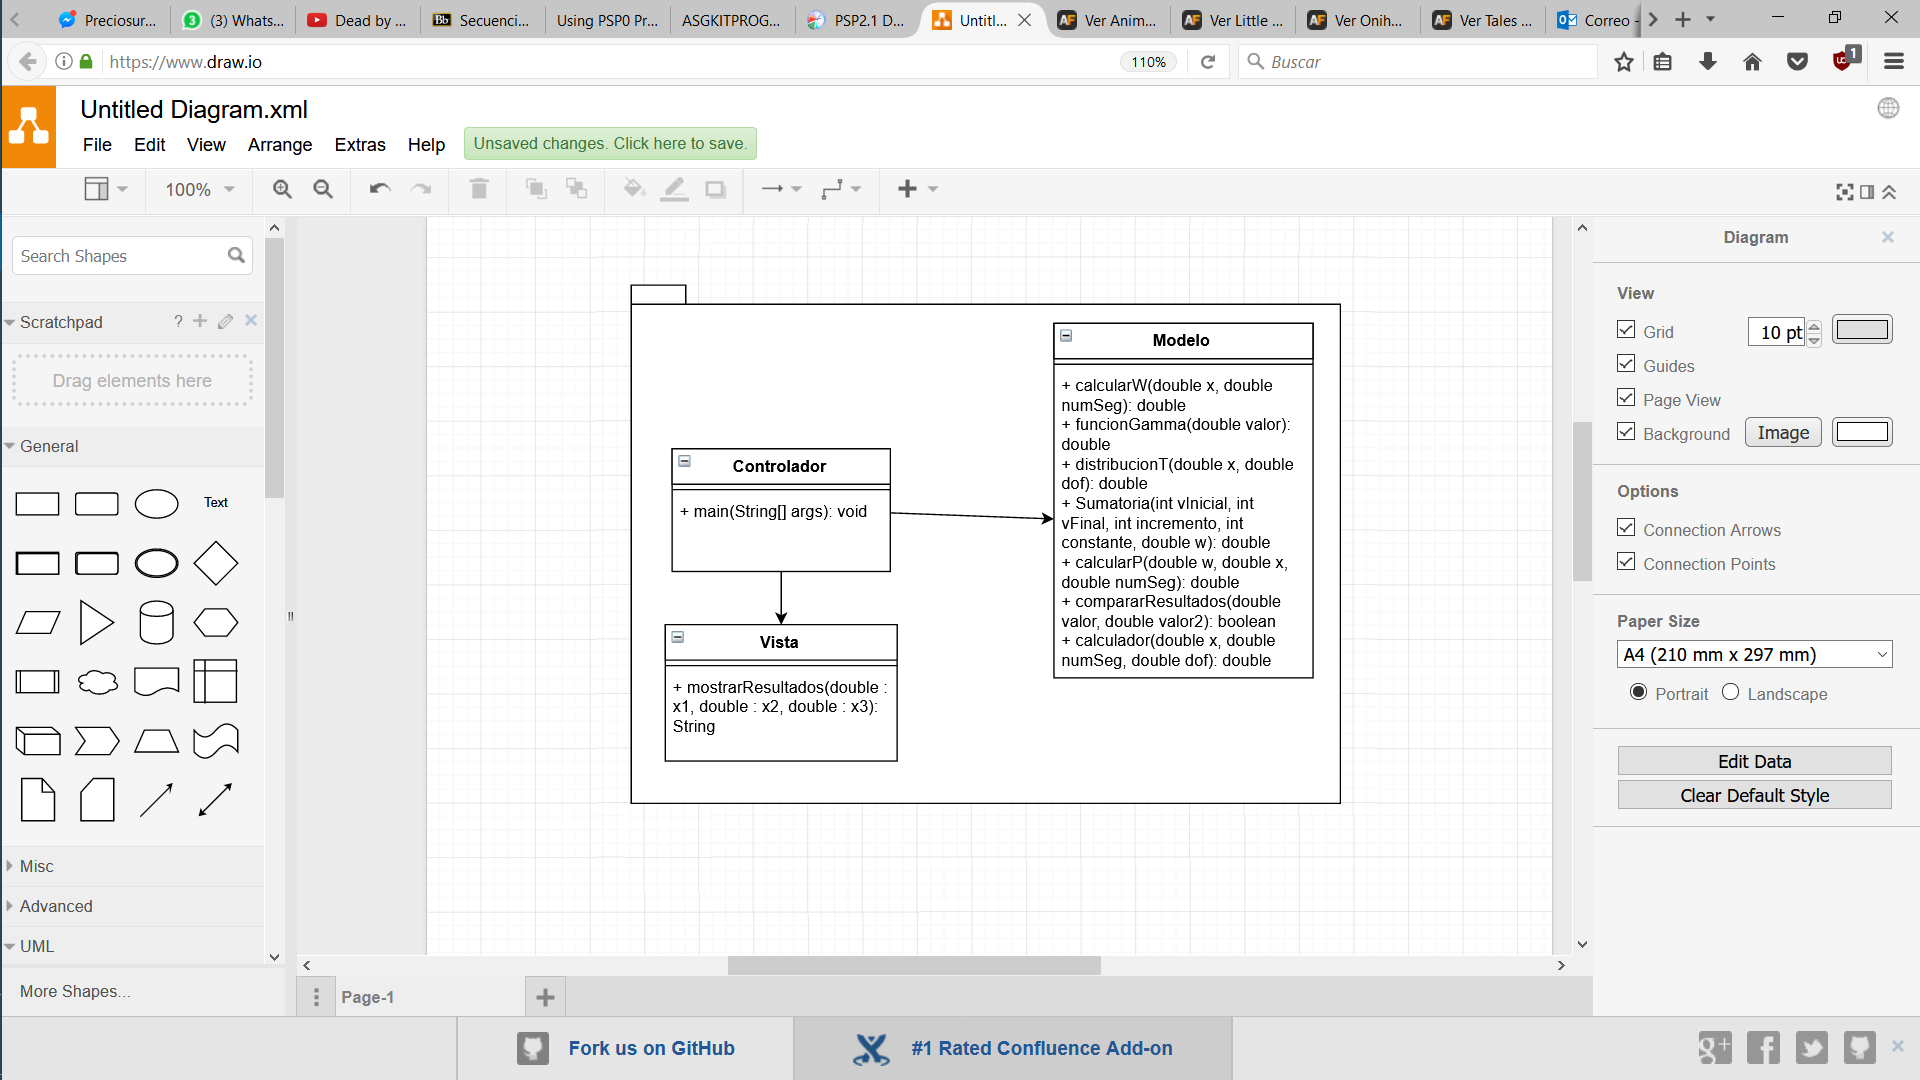 Preciosur...
(3) Whats...
Dead by ...
Secuenci...
Using PSP0 Pr...
ASGKITPROG...
PSP2.1 D...
Untitl...
Ver Anim...
Ver Little ...
Ver Onih...
Ver Tales ...
Correo -
https://www.draw.io
110%
Buscar
1
Untitled Diagram.xml
File Edit View Arrange Extras Help
Unsaved changes. Click here to save.
100%
Search Shapes
Scratchpad
?
Drag elements here
General
Text
Misc
Advanced
UML
More Shapes...
Controlador
+ main(String[] args): void
Vista
+ mostrarResultados(double :
x1, double : x2, double : x3):
String
Modelo
+ calcularW(double x, double
numSeg): double
+ funcionGamma(double valor):
double
+ distribucionT(double x, double
dof): double
+ Sumatoria(int vInicial, int
vFinal, int incremento, int
constante, double w): double
+ calcularP(double w, double x,
double numSeg): double
+ compararResultados(double
valor, double valor2): boolean
+ calculador(double x, double
numSeg, double dof): double
Page-1
Diagram
View
Grid
10 pt
Guides
Page View
Background
Image
Options
Connection Arrows
Connection Points
Paper Size
A4 (210 mm x 297 mm)
Portrait
Landscape
Edit Data
Clear Default Style
Fork us on GitHub
#1 Rated Confluence Add-on